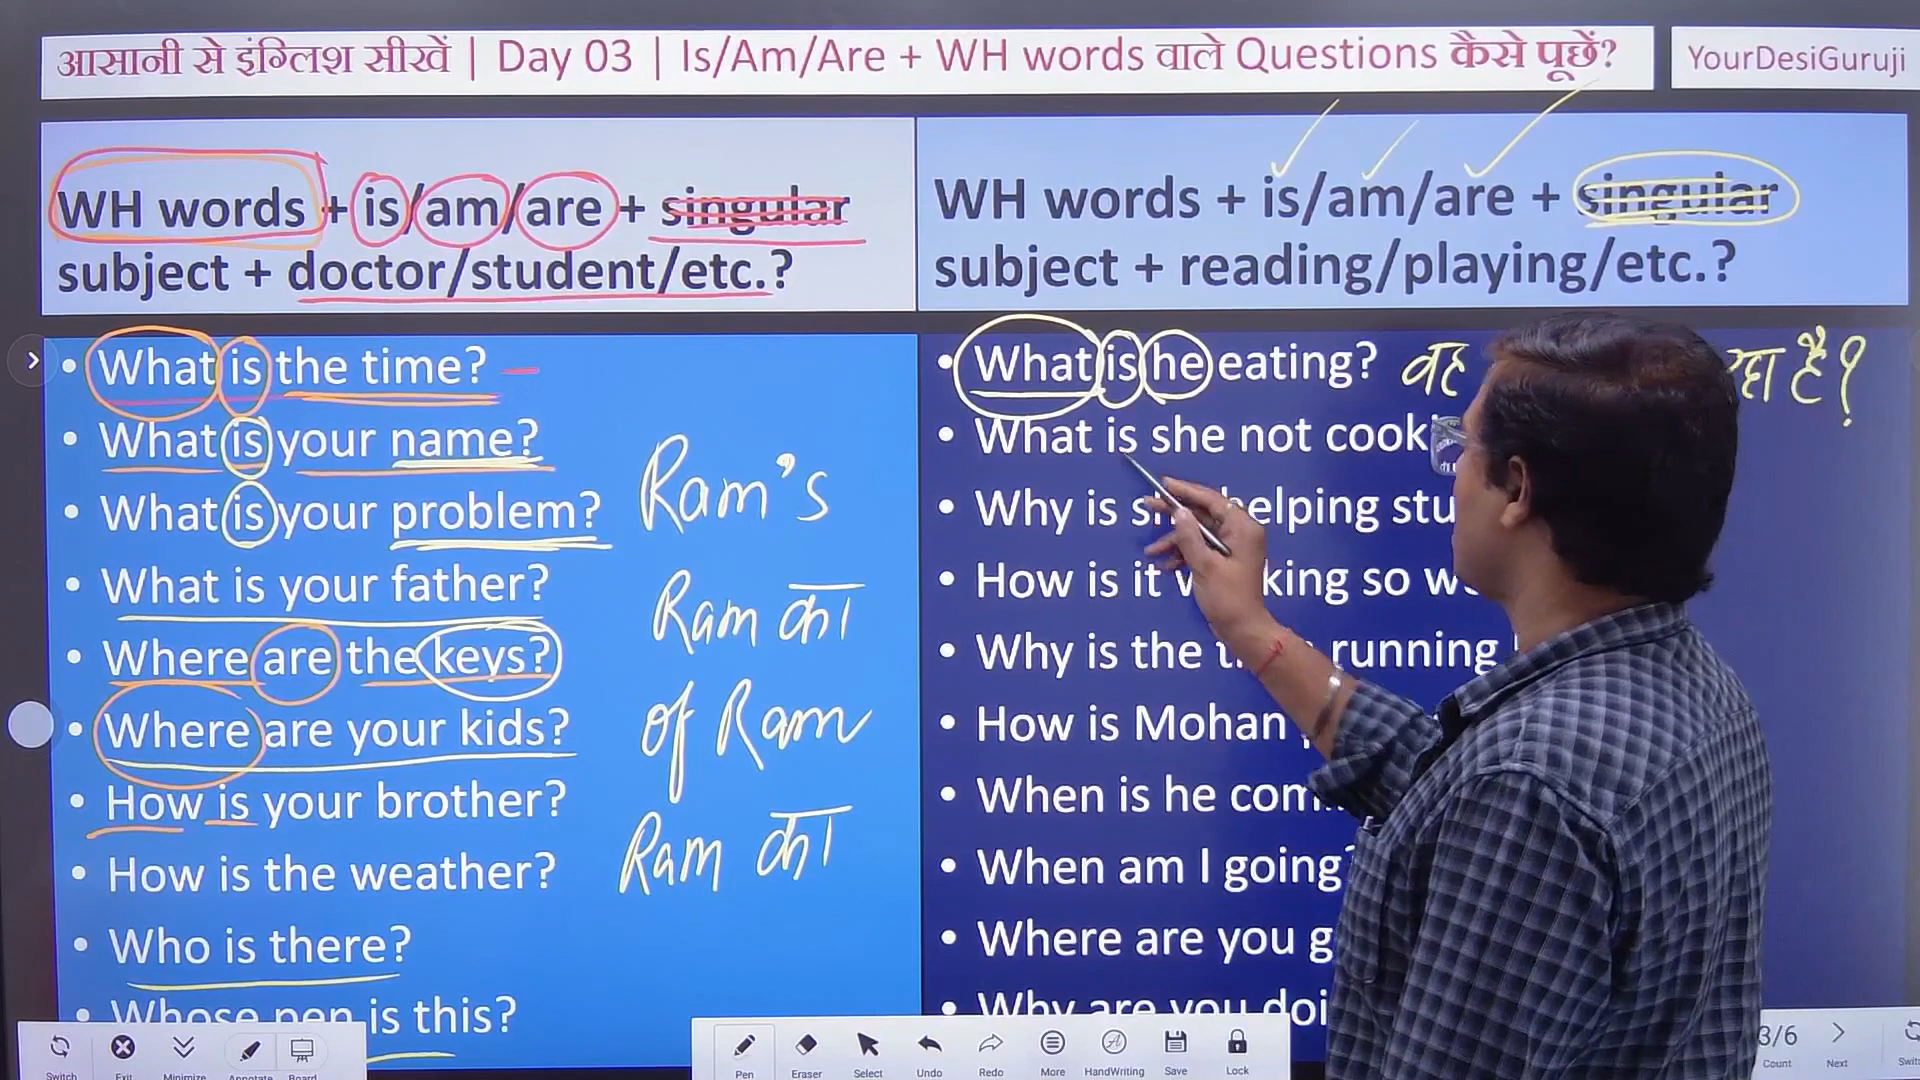 आसानी से इंग्लिश सीखें | Day 03 | Is/Am/Are + WH words वाले Questions कैसे पूछें?
YourDesiGuruji
WH words + is/am/are + singular
subject + doctor/student/etc.?
• What is the time?
• What is your name?
• What is your problem?
• What is your father?
• Where are the keys?
• Where are your kids?
• How is your brother?
• How is the weather?
• Who is there?
• Whose pen is this?
Ram's
Ram का
of Ram
Ram का
WH words + is/am/are + singular
subject + reading/playing/etc.?
• What is he eating? वह रहा है?
• What is she not
• Why is
• How is it so
• Why is the running
• How is Mohan
• When is he
• When am I going?
• Where are you
• Why are you
Switch
Exit
Minimize
Annotate
Board
Pen
Eraser
Select
Undo
Redo
More
HandWriting
Save
Lock
3/6
Count
Next